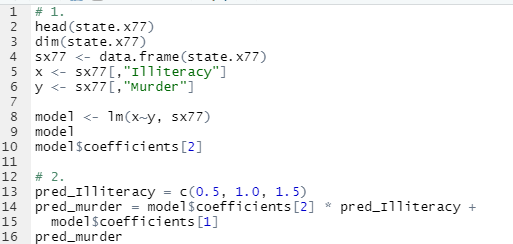 1 # 1.
2 head(state.x77)
3 dim(state.x77)
4 sx77 <- data.frame(state.x77)
5 x <- sx77[,"Illiteracy"]
6 y <- sx77[,"Murder"]
7
8 model <- lm(x~y, sx77)
9 model
10 model$coefficients[2]
11
12 # 2.
13 pred_Illiteracy = c(0.5, 1.0, 1.5)
14 pred_murder = model$coefficients[2] * pred_Illiteracy +
15   model$coefficients[1]
16 pred_murder